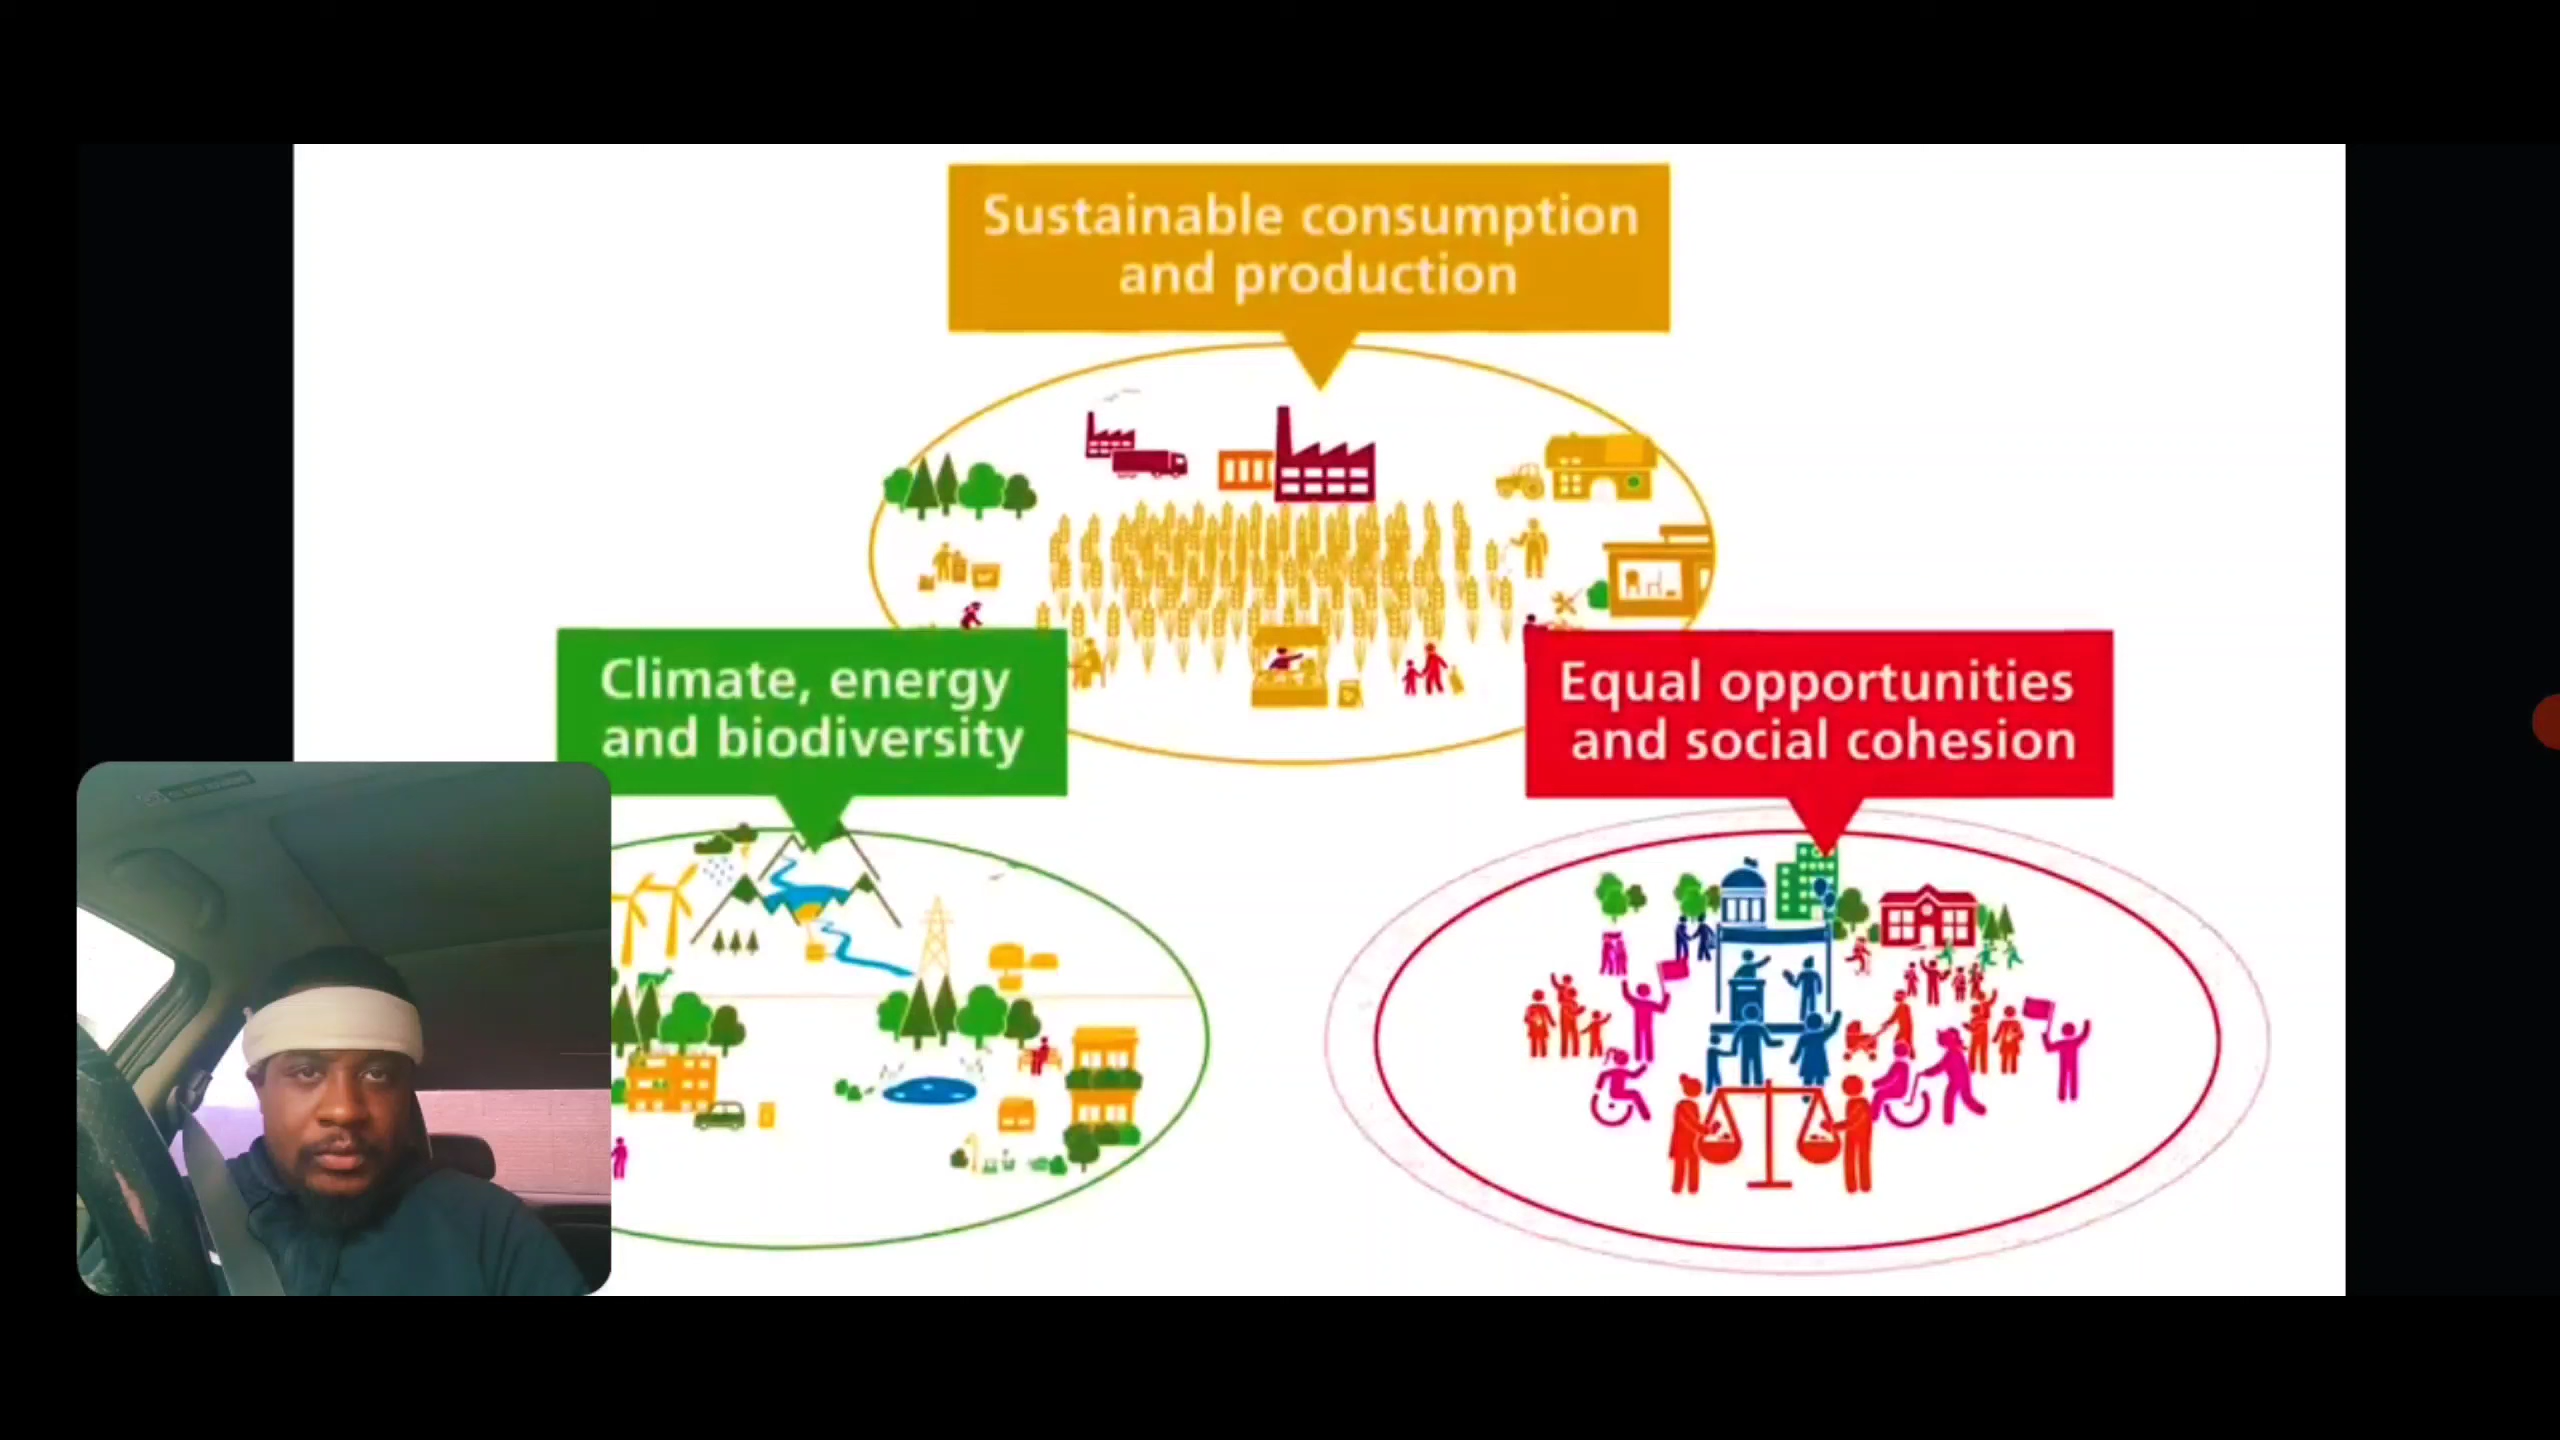 Sustainable consumption
and production
Climate, energy
and biodiversity
Equal opportunities
and social cohesion